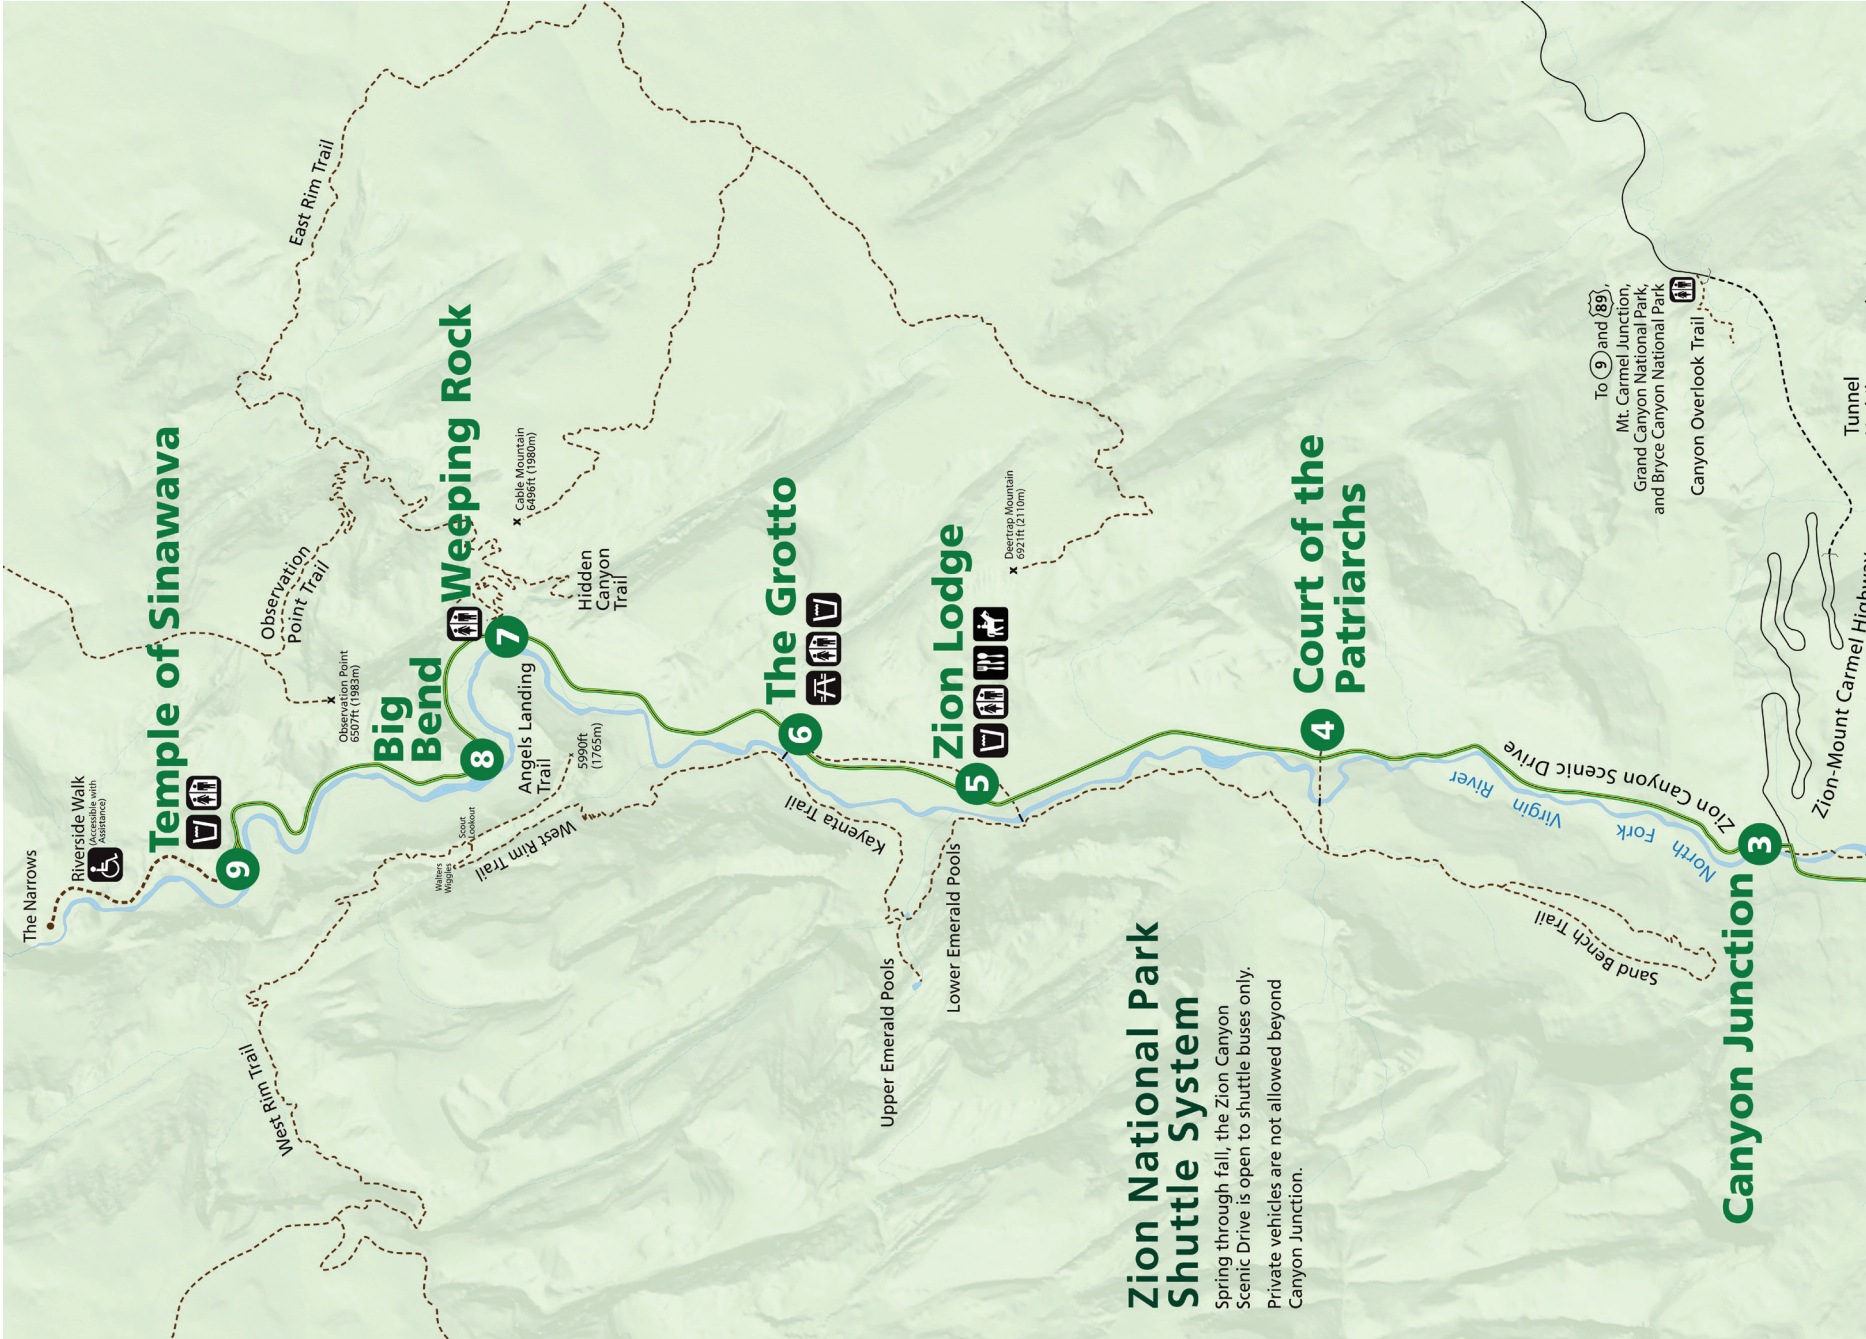 The Narrows
Riverside Walk
(Accessible with
Assistance)
Temple of Sinawava
9
East Rim Trail
Observation
Point Trail
Observation Point
6507ft (1983m)
Big
Bend
8
Weeping Rock
7
Cable Mountain
6496ft (1980m)
Hidden
Canyon
Trail
Angels Landing
Trail
5990ft
(1765m)
Scout
Lookout
Walters
Wiggles
West Rim Trail
West Rim Trail
The Grotto
6
Kayenta Trail
Zion Lodge
5
Deertrap Mountain
6921ft (2110m)
Upper Emerald Pools
Lower Emerald Pools
Court of the
Patriarchs
4
Zion National Park
Shuttle System
Spring through fall, the Zion Canyon
Scenic Drive is open to shuttle buses only.
Private vehicles are not allowed beyond
Canyon Junction.
Zion Canyon Scenic Drive
North Fork Virgin River
Sand Bench Trail
Canyon Junction
3
To 9 and 89,
Mt. Carmel Junction,
Grand Canyon National Park,
and Bryce Canyon National Park
Canyon Overlook Trail
Zion-Mount Carmel Highway
Tunnel